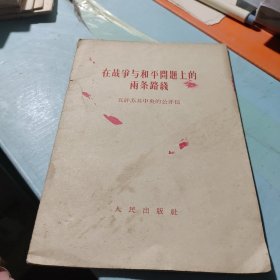 在战争与和平問題上的
兩条路綫
五評苏共中央的公开信
人民出版社